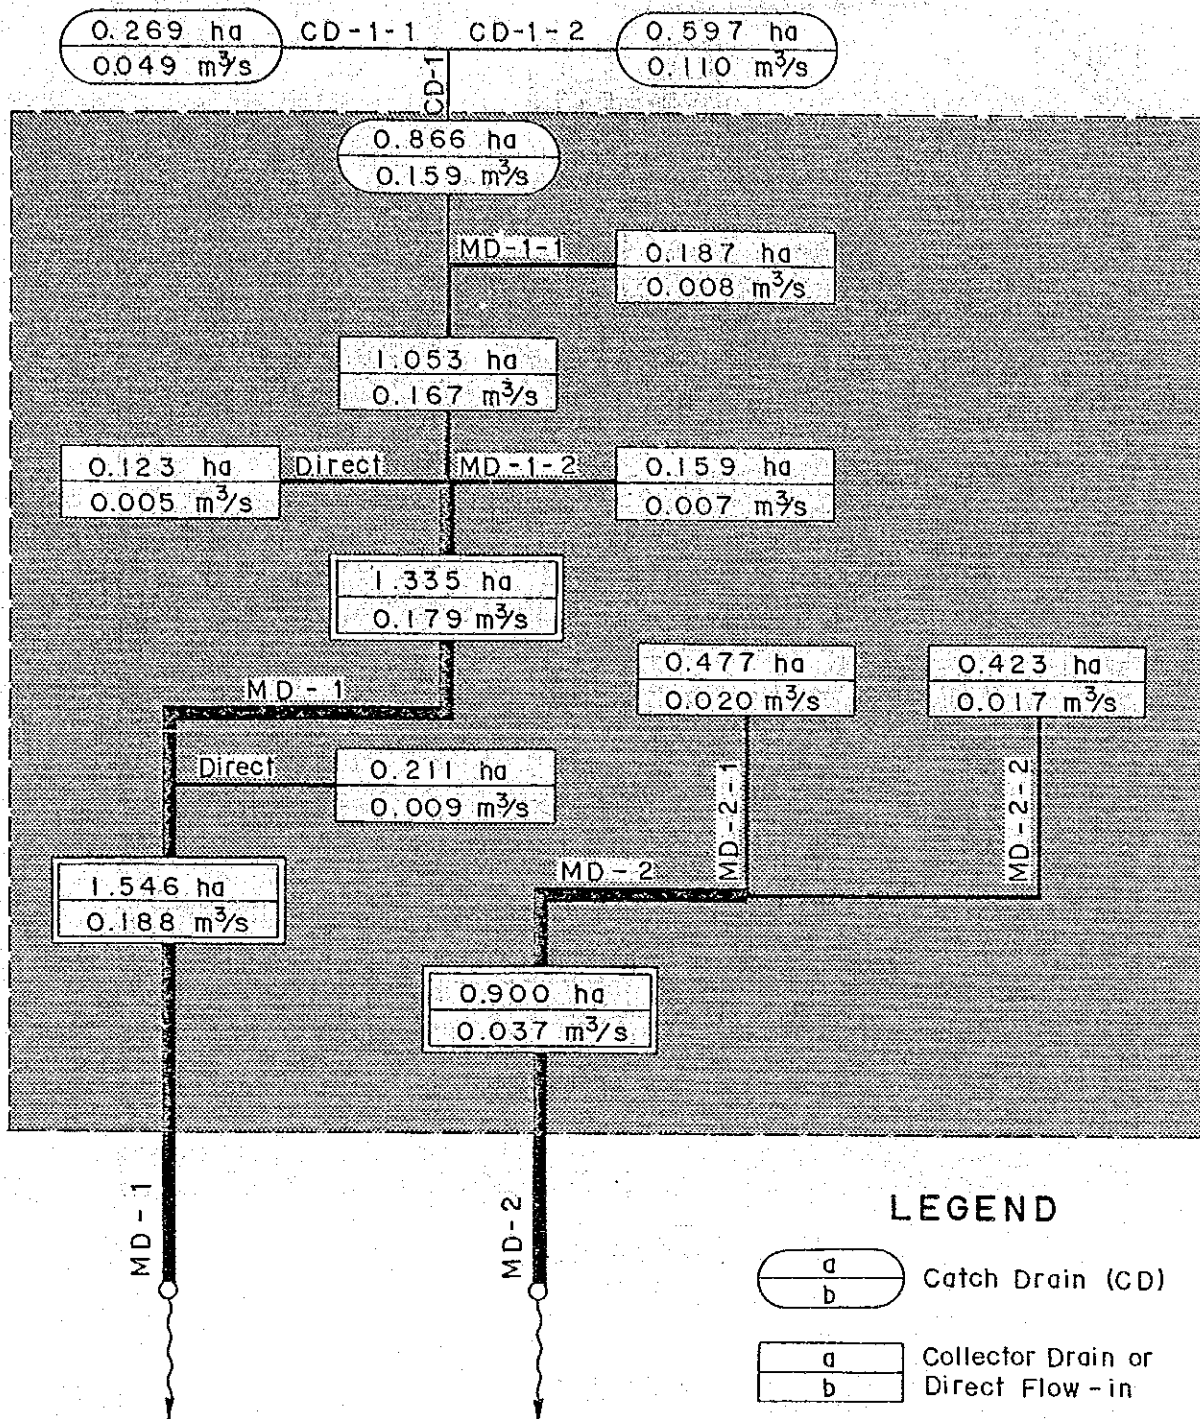 0.269 ha
0.049 m³/s
CD-1-1
CD-1-2
0.597 ha
0.110 m³/s
CD-1
0.866 ha
0.159 m³/s
MD-1-1
0.187 ha
0.008 m³/s
1.053 ha
0.167 m³/s
0.123 ha
0.005 m³/s
Direct
MD-1-2
0.159 ha
0.007 m³/s
1.335 ha
0.179 m³/s
0.477 ha
0.020 m³/s
0.423 ha
0.017 m³/s
MD-1
Direct
0.211 ha
0.009 m³/s
MD-2-1
MD-2-2
1.546 ha
0.188 m³/s
MD-2
0.900 ha
0.037 m³/s
MD-1
MD-2
LEGEND
a
b
Catch Drain (CD)
a
b
Collector Drain or
Direct Flow-in